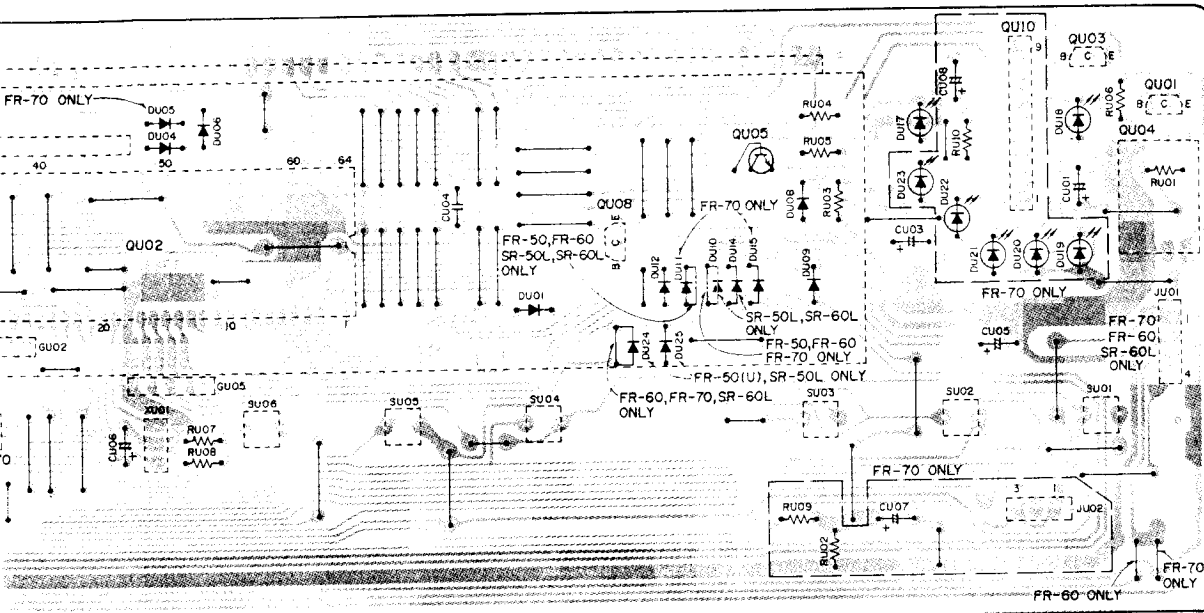 QU10
9
QU03
B C E
FR-70 ONLY
DU05
DU04
DU06
CU08
RU06
QU01
B C E
RU04
DU17
RU10
DU18
QU04
QU05
RU05
40
50
60
64
DU23
DU22
CU01
RU01
CU04
QU08
E
C
B
FR-70 ONLY
DU08
RU03
QU02
FR-50,FR-60
SR-50L,SR-60L
ONLY
CU03
DU21
DU20
DU19
DU12
DU11
DU10
DU14
DU15
DU09
FR-70 ONLY
JU01
DU01
SR-50L,SR-60L
ONLY
FR-70
FR-60
SR-60L
ONLY
20
10
GU02
DU24
DU25
FR-50,FR-60
FR-70 ONLY
CU05
4
GU05
FR-50(U),SR-50L ONLY
FR-60,FR-70,SR-60L
ONLY
XU01
SU06
SU05
SU04
SU03
SU02
SU01
CU06
RU07
RU08
FR-70 ONLY
RU09
CU07
3
1
JU02
RU02
FR-70
ONLY
FR-60 ONLY